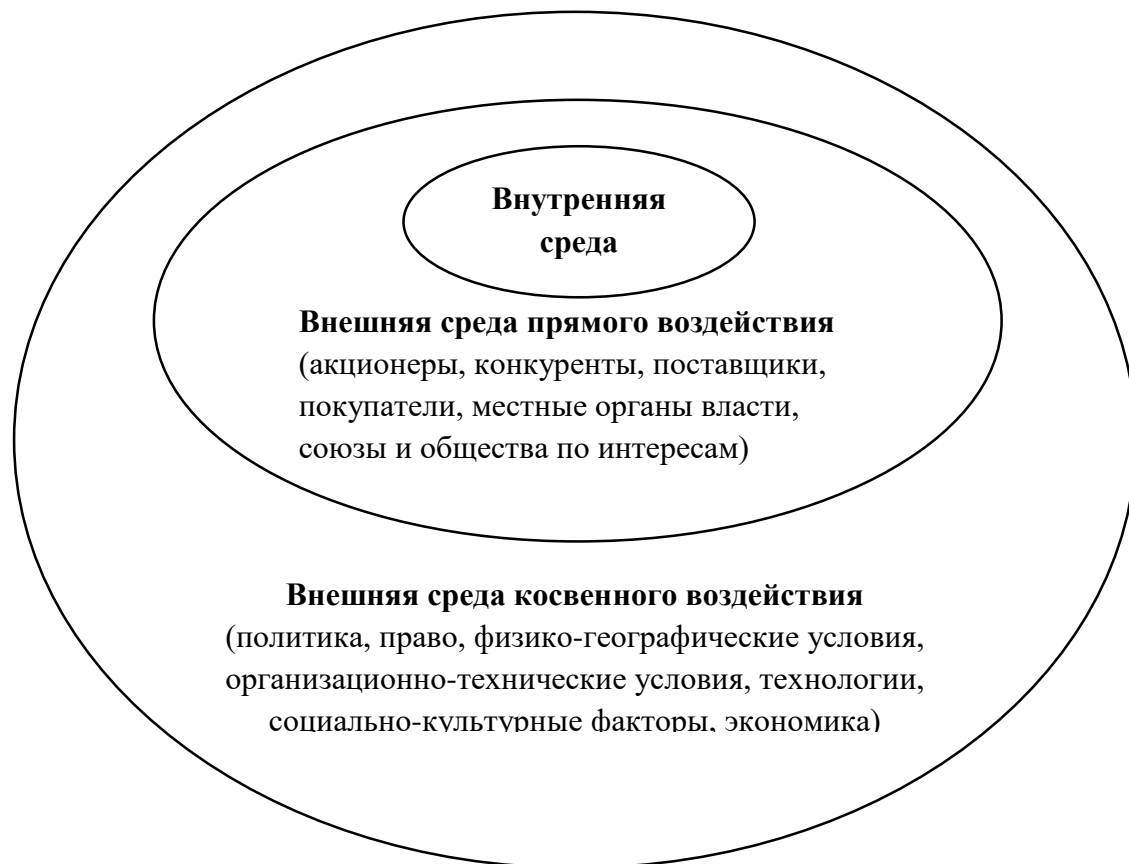 Внутренняя
среда
Внешняя среда прямого воздействия
(акционеры, конкуренты, поставщики,
покупатели, местные органы власти,
союзы и общества по интересам)
Внешняя среда косвенного воздействия
(политика, право, физико-географические условия,
организационно-технические условия, технологии,
социально-культурные факторы, экономика)